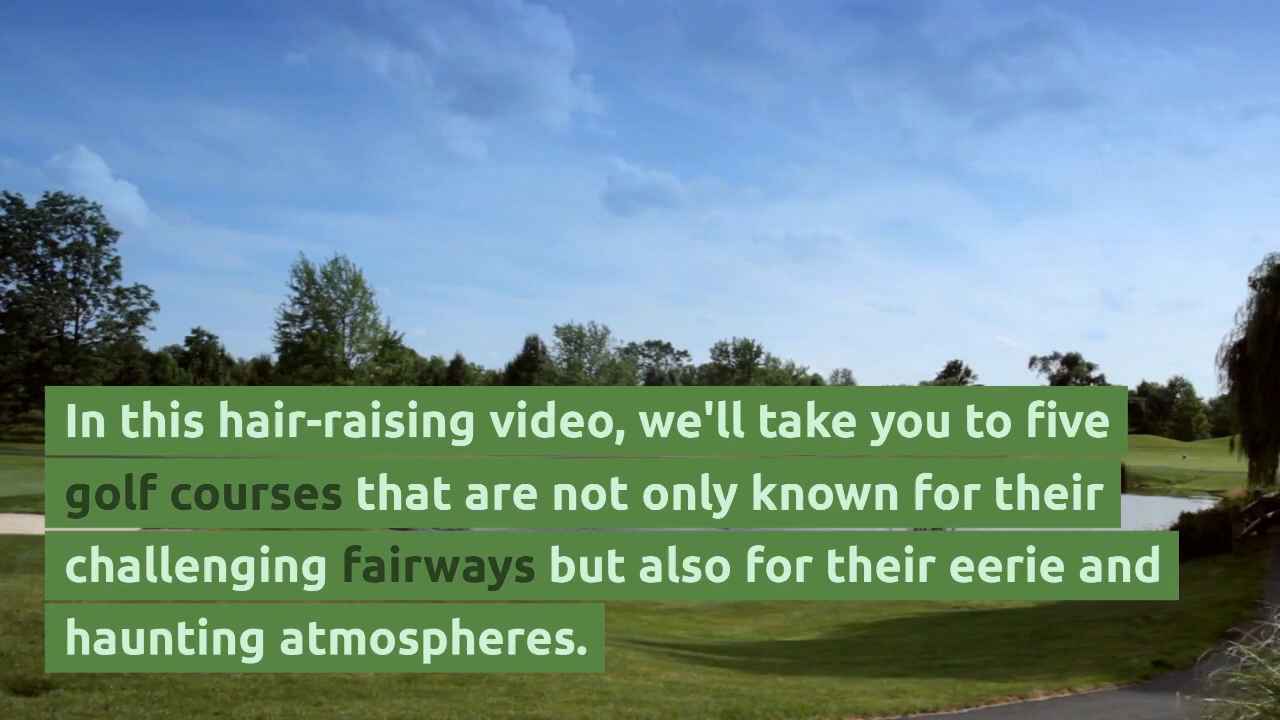 In this hair-raising video, we'll take you to five
golf courses that are not only known for their
challenging fairways but also for their eerie and
haunting atmospheres.